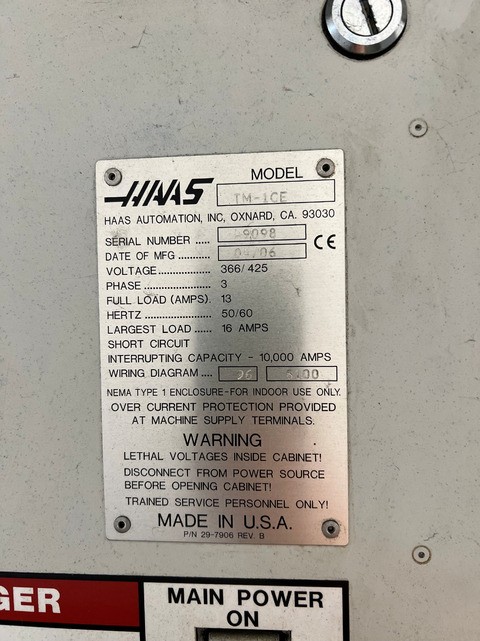 MODEL
HAAS TM-1CE
HAAS AUTOMATION, INC, OXNARD, CA. 93030
SERIAL NUMBER ..... 9098
CE
DATE OF MFG ............ 09/06
VOLTAGE.................. 366/425
PHASE ...................... 3
FULL LOAD (AMPS). 13
HERTZ ....................... 50/60
LARGEST LOAD ...... 16 AMPS
SHORT CIRCUIT
INTERRUPTING CAPACITY - 10,000 AMPS
WIRING DIAGRAM ....
NEMA TYPE 1 ENCLOSURE-FOR INDOOR USE ONLY.
OVER CURRENT PROTECTION PROVIDED
AT MACHINE SUPPLY TERMINALS.
WARNING
LETHAL VOLTAGES INSIDE CABINET!
DISCONNECT FROM POWER SOURCE
BEFORE OPENING CABINET!
TRAINED SERVICE PERSONNEL ONLY!
MADE IN U.S.A.
P/N 29-7906 REV. B
GER
MAIN POWER
ON